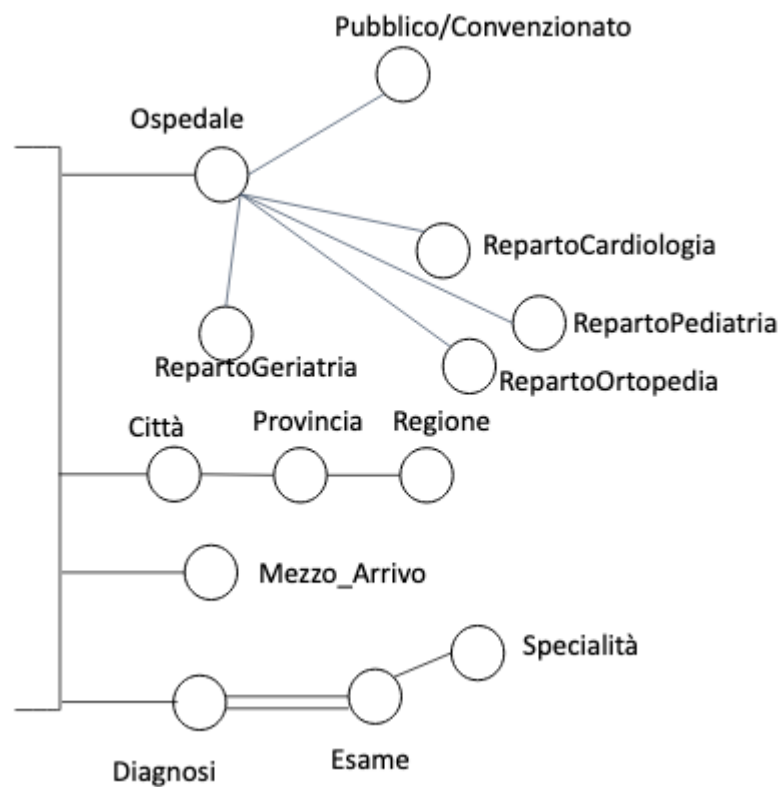 Pubblico/Convenzionato
Ospedale
RepartoCardiologia
RepartoPediatria
RepartoGeriatria
RepartoOrtopedia
Città
Provincia
Regione
Mezzo_Arrivo
Specialità
Diagnosi
Esame